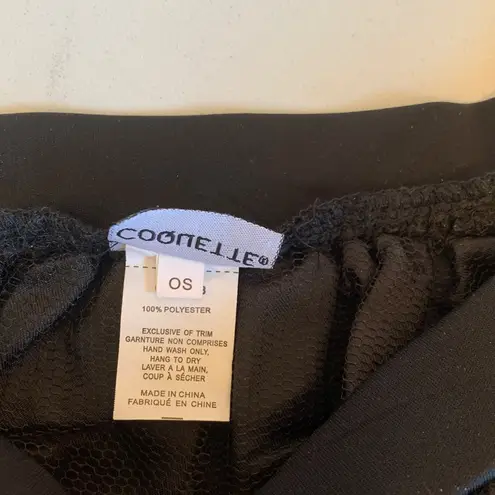 COQUETTE®
OS
3
100% POLYESTER
EXCLUSIVE OF TRIM
GARNTURE NON COMPRISES
HAND WASH ONLY,
HANG TO DRY
LAVER A LA MAIN,
COUP À SÉCHER
MADE IN CHINA
FABRIQUÉ EN CHINE